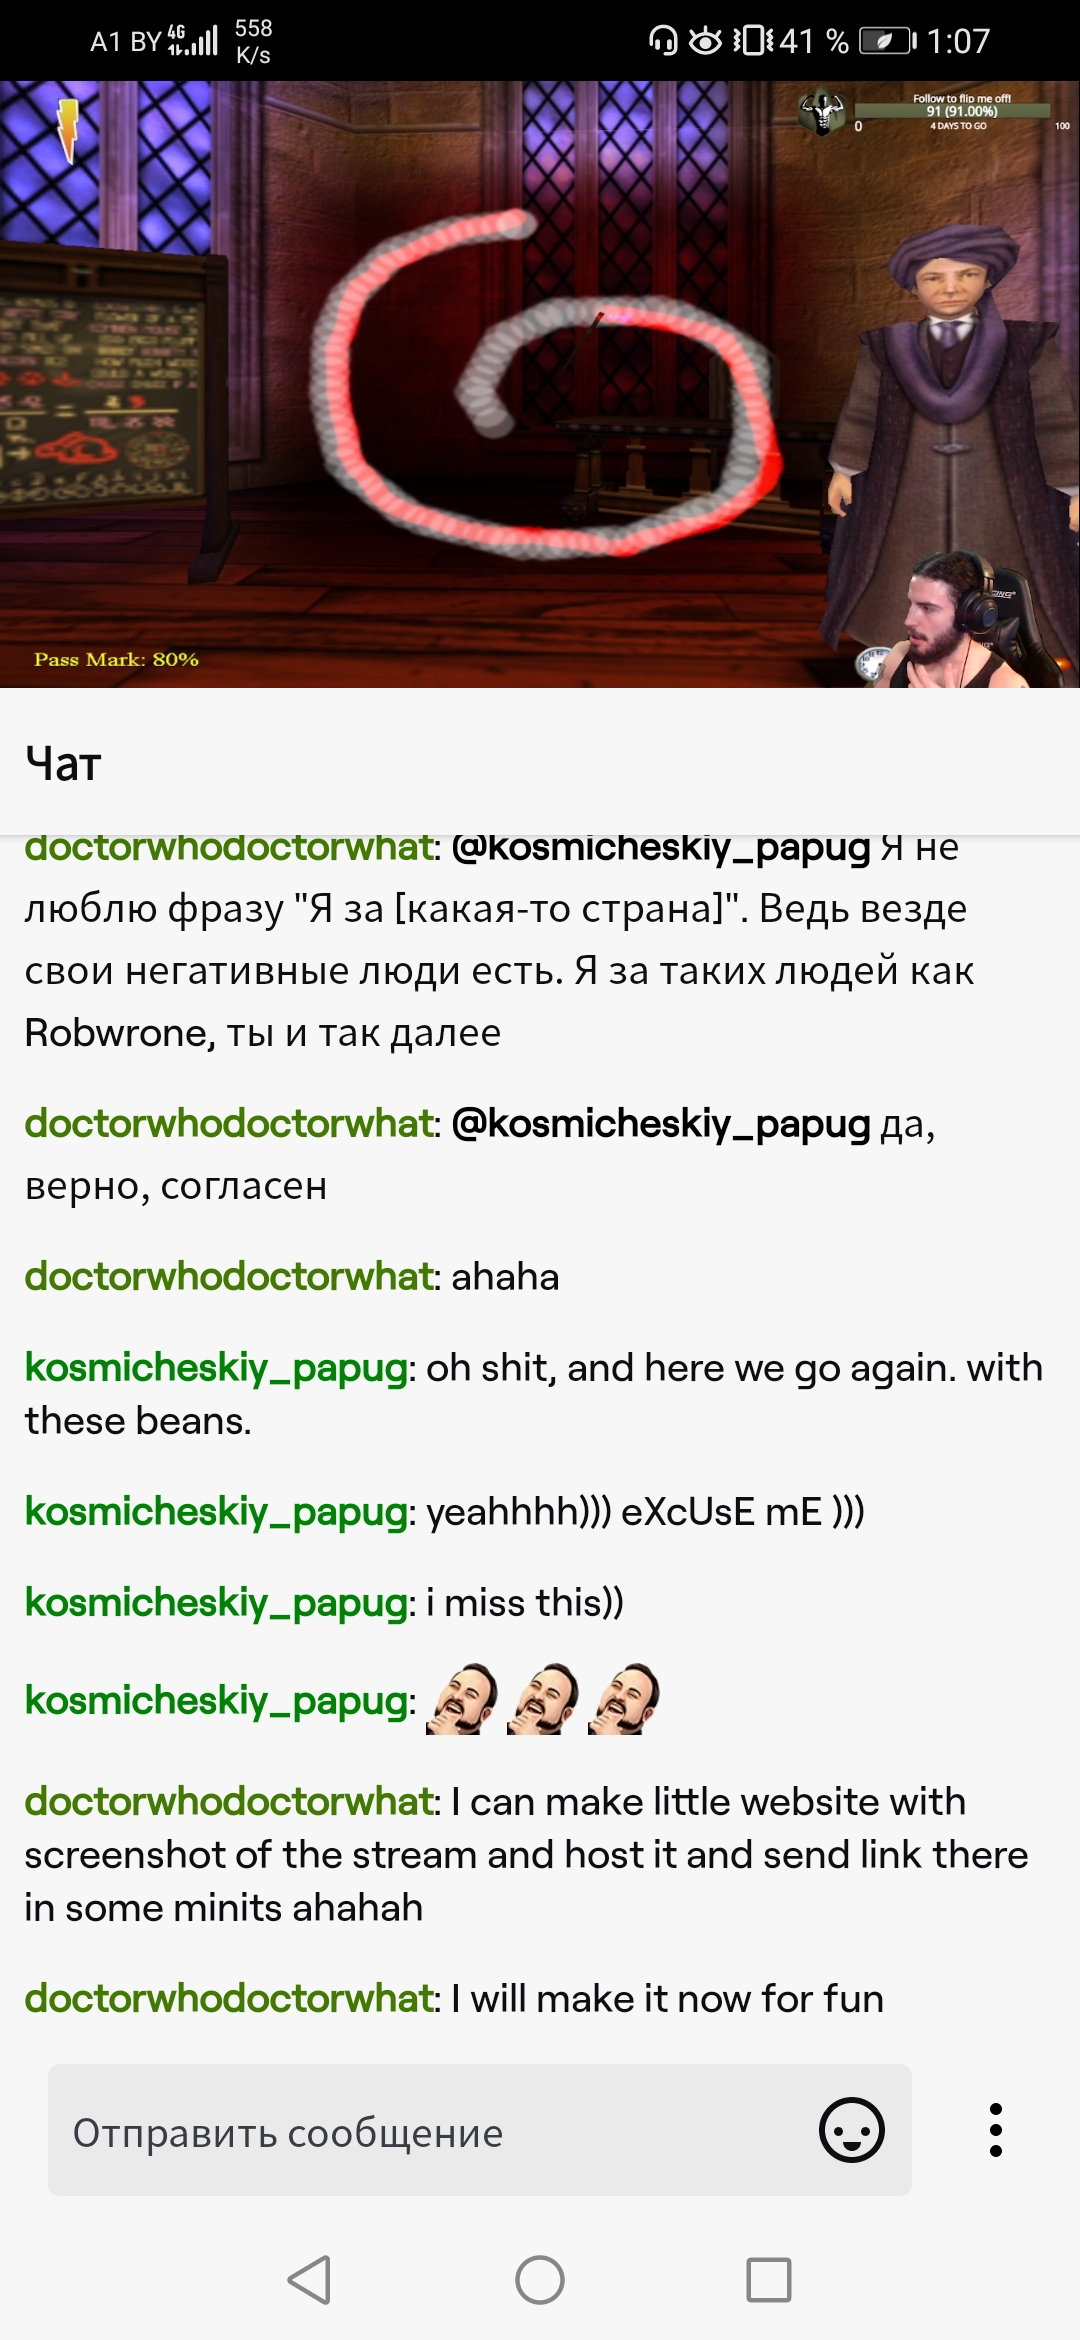 A1 BY 4G 558 K/s 41 % 1:07
Follow to flip me off!
91 (91.00%)
0 4 DAYS TO GO 100
Pass Mark: 80%
Чат
doctorwhodoctorwhat: @kosmicheskiy_papug Я не
люблю фразу "Я за [какая-то страна]". Ведь везде
свои негативные люди есть. Я за таких людей как
Robwrone, ты и так далее
doctorwhodoctorwhat: @kosmicheskiy_papug да,
верно, согласен
doctorwhodoctorwhat: ahaha
kosmicheskiy_papug: oh shit, and here we go again. with
these beans.
kosmicheskiy_papug: yeahhhh))) eXcUsE mE )))
kosmicheskiy_papug: i miss this))
kosmicheskiy_papug:
doctorwhodoctorwhat: I can make little website with
screenshot of the stream and host it and send link there
in some minits ahahah
doctorwhodoctorwhat: I will make it now for fun
Отправить сообщение